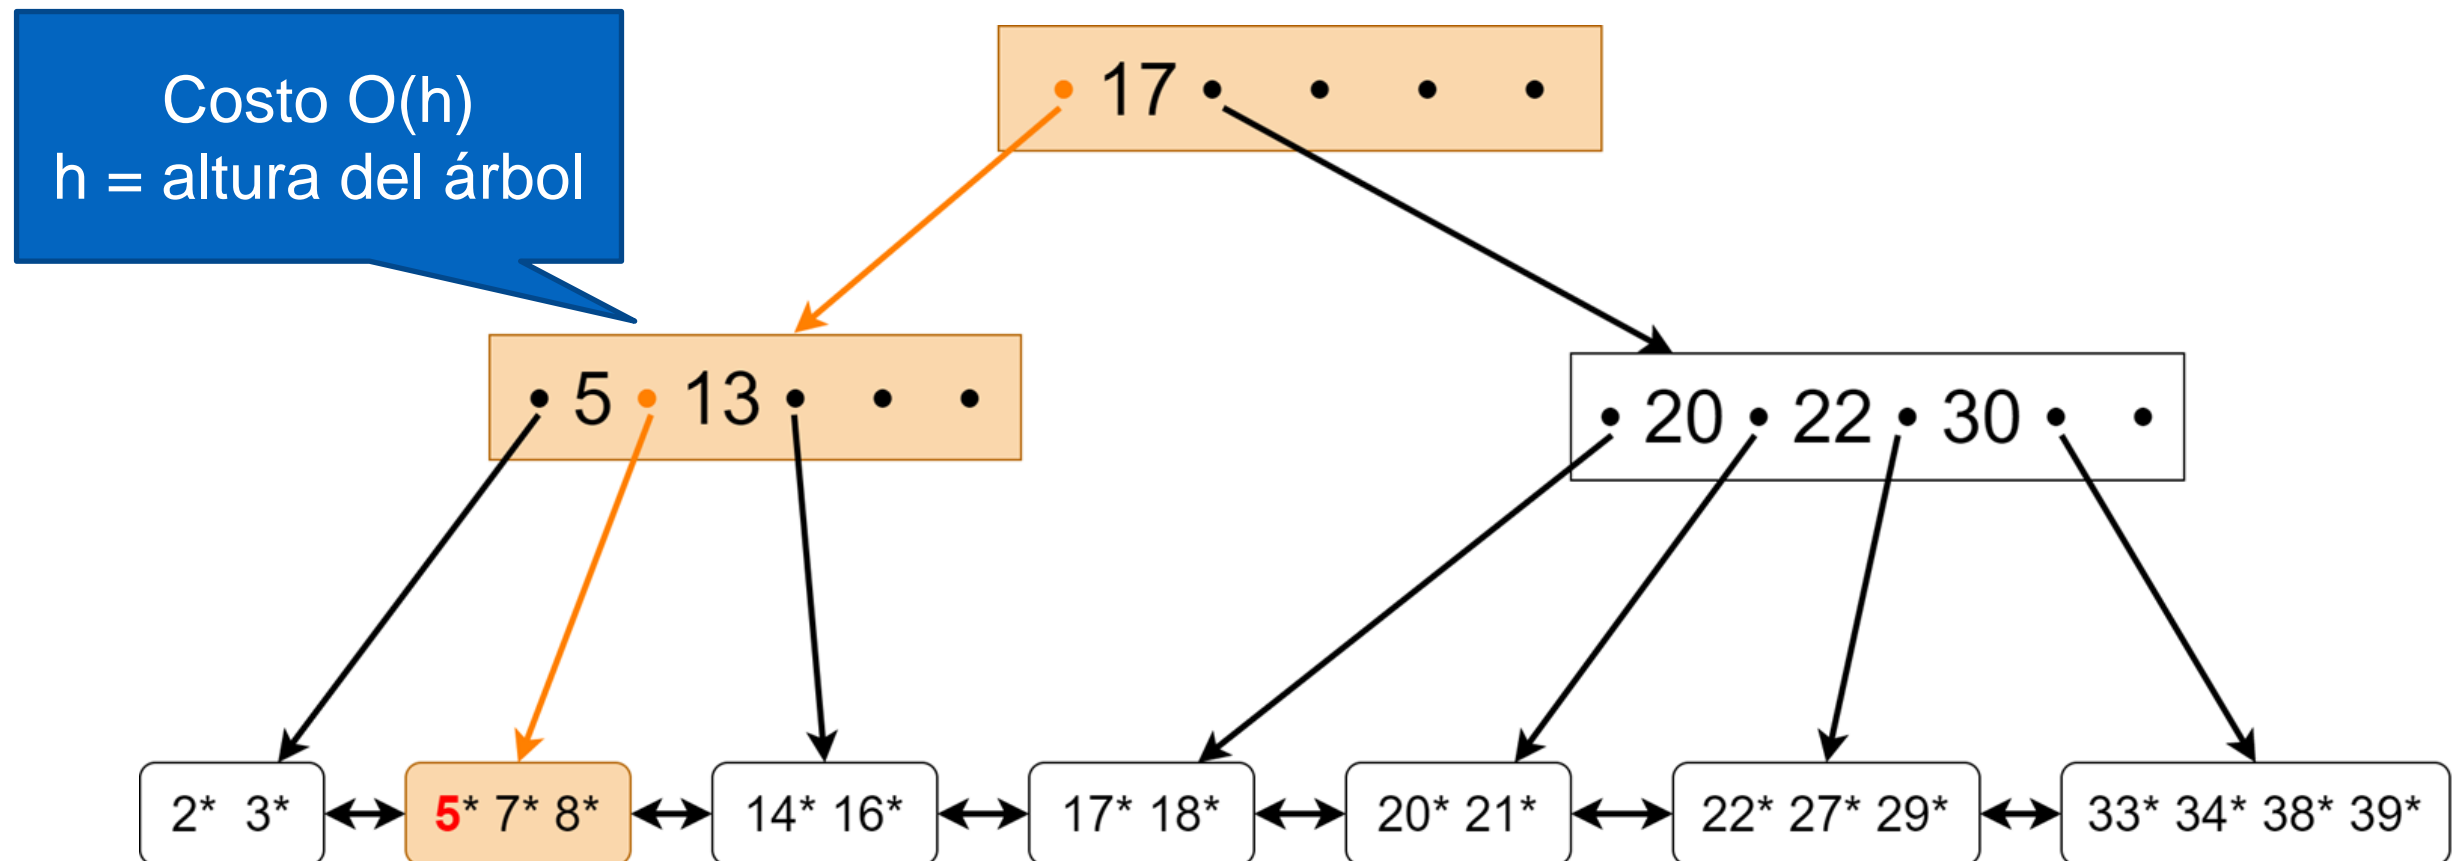 Costo O(h)
h = altura del árbol
• 17 • • • •
• 5 • 13 • • •
• 20 • 22 • 30 • •
2* 3*
5* 7* 8*
14* 16*
17* 18*
20* 21*
22* 27* 29*
33* 34* 38* 39*